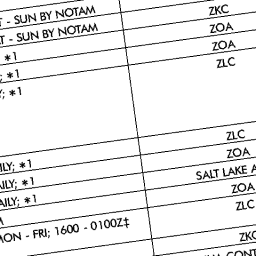 T - SUN BY NOTAM ZKC
T - SUN BY NOTAM ZOA
; *1 ZOA
; *1 ZLC
; *1
ZLC
ILY; *1 ZOA
ILY; *1 SALT LAKE A
ILY; *1 ZOA
ZLC
MON - FRI; 1600 - 0100Z‡
ZKC